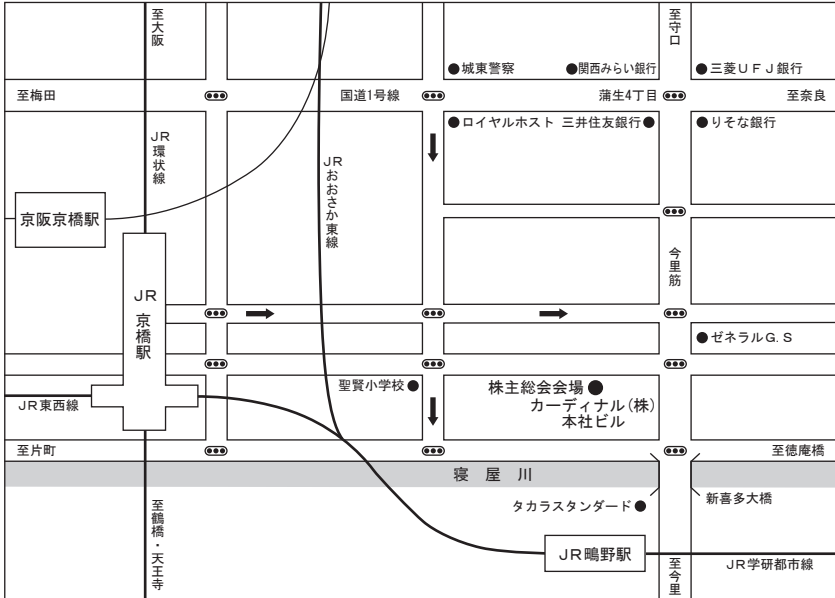 至大阪
至守口
城東警察
関西みらい銀行
三菱ＵＦＪ銀行
至梅田
国道1号線
蒲生4丁目
至奈良
ロイヤルホスト
三井住友銀行
りそな銀行
JR環状線
JRおおさか東線
京阪京橋駅
今里筋
JR京橋駅
ゼネラルG.S
聖賢小学校
株主総会会場
カーディナル(株)
本社ビル
JR東西線
至片町
至徳庵橋
寝屋川
タカラスタンダード
新喜多大橋
至鶴橋・天王寺
JR鴫野駅
至今里
JR学研都市線